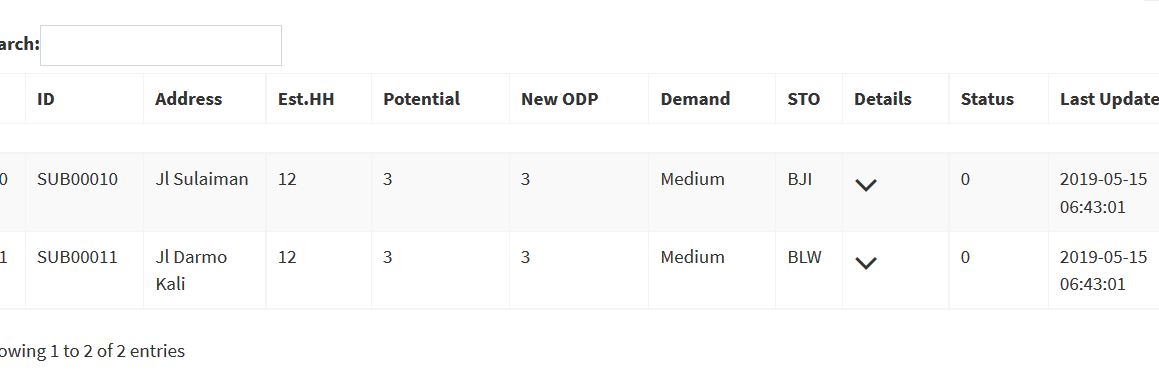 arch:
ID Address Est.HH Potential New ODP Demand STO Details Status Last Update
0 SUB00010 Jl Sulaiman 12 3 3 Medium BJI 0 2019-05-15
06:43:01
1 SUB00011 Jl Darmo 12 3 3 Medium BLW 0 2019-05-15
Kali 06:43:01
owing 1 to 2 of 2 entries